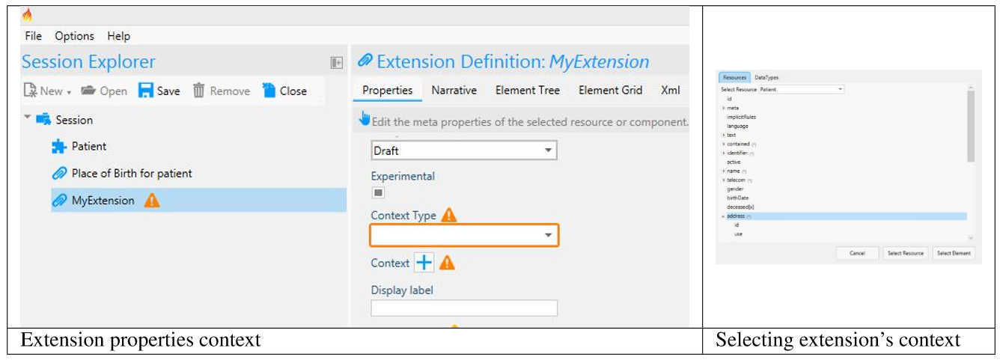 File Options Help
Session Explorer
New Open Save Remove Close
Session
Patient
Place of Birth for patient
MyExtension
Extension Definition: MyExtension
Properties Narrative Element Tree Element Grid Xml
Edit the meta properties of the selected resource or component.
Draft
Experimental
Context Type
Context
Display label
Extension properties context
Resources DataTypes
Select Resource Patient
id
meta
implicitRules
language
text
contained (*)
identifier (*)
active
name (*)
telecom (*)
gender
birthDate
deceased[x]
address (*)
id
use
Cancel Select Resource Select Element
Selecting extension's context